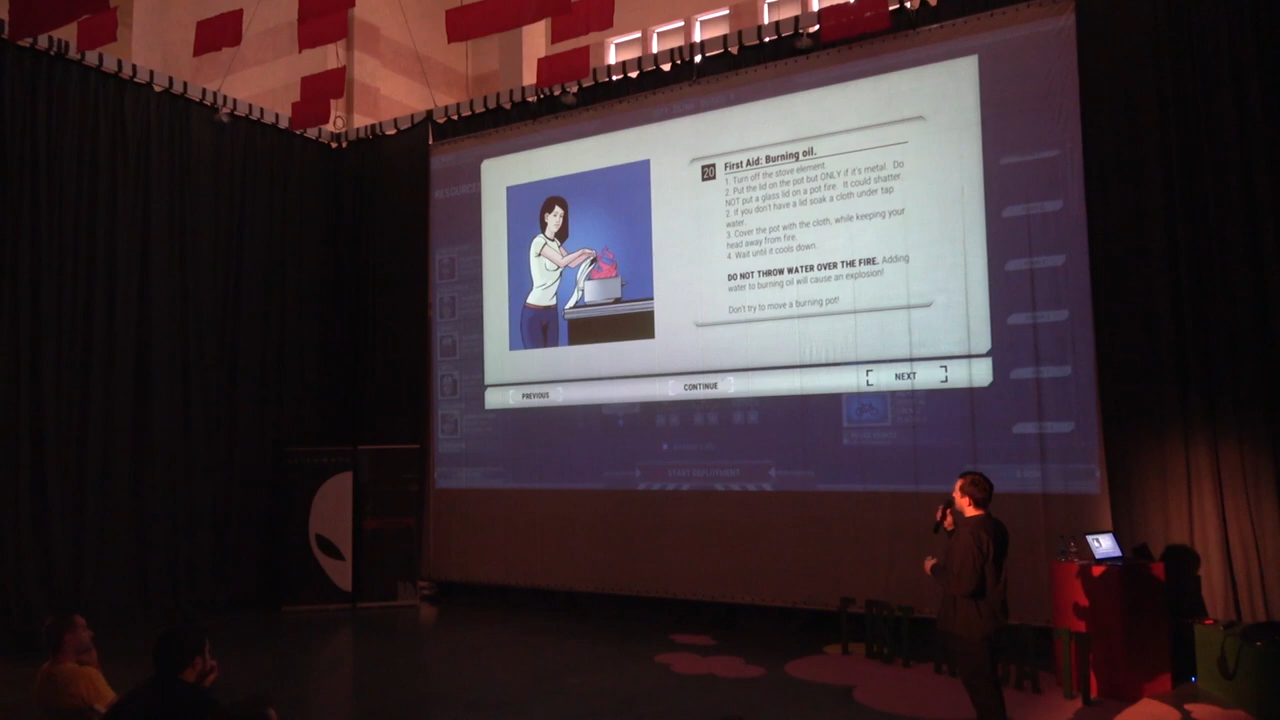 RESOURCES
20
First Aid: Burning oil.
1. Turn off the stove element.
2. Put the lid on the pot but ONLY if it's metal. Do
NOT put a glass lid on a pot fire. It could shatter.
2. If you don't have a lid soak a cloth under tap
water.
3. Cover the pot with the cloth, while keeping your
head away from fire.
4. Wait until it cools down.
DO NOT THROW WATER OVER THE FIRE. Adding
water to burning oil will cause an explosion!
Don't try to move a burning pot!
PREVIOUS
CONTINUE
NEXT
START DEPLOYMENT